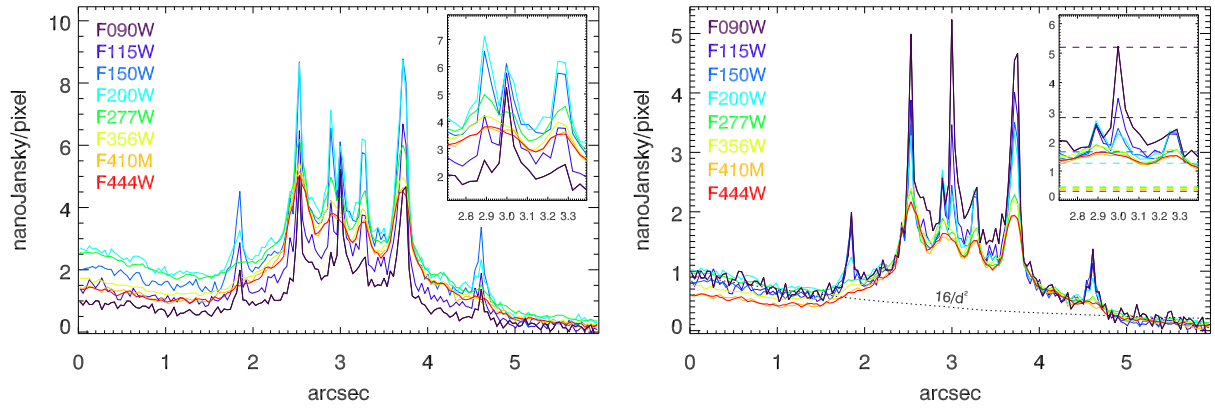 nanoJansky/pixel
10
8
6
4
2
0
F090W
F115W
F150W
F200W
F277W
F356W
F410M
F444W
7
6
5
4
3
2
2.8 2.9 3.0 3.1 3.2 3.3
0 1 2 3 4 5
arcsec
nanoJansky/pixel
5
4
3
2
1
0
F090W
F115W
F150W
F200W
F277W
F356W
F410M
F444W
6
5
4
3
2
1
0
2.8 2.9 3.0 3.1 3.2 3.3
16/d²
0 1 2 3 4 5
arcsec